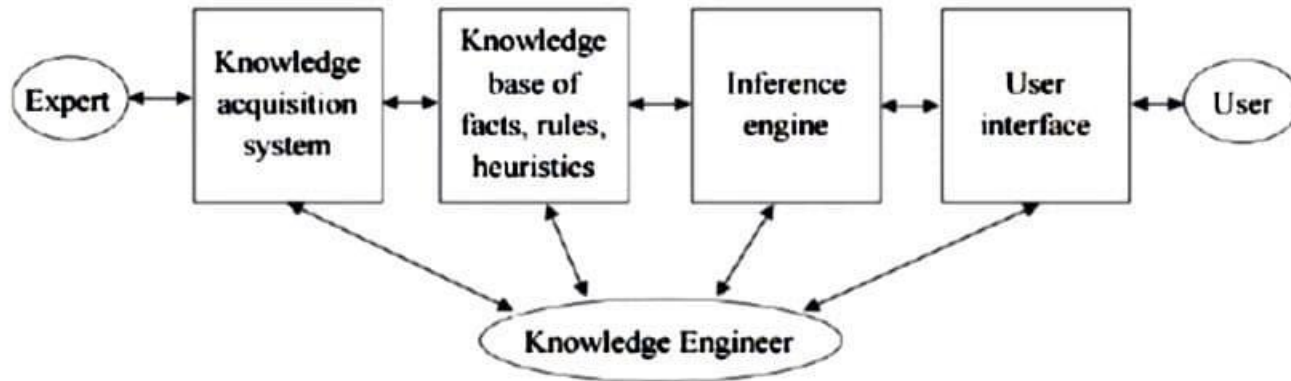 Expert
Knowledge
acquisition
system
Knowledge
base of
facts, rules,
heuristics
Inference
engine
User
interface
User
Knowledge Engineer